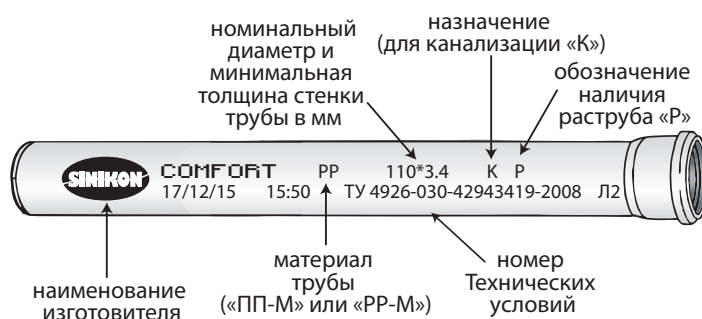 номинальный
диаметр и
минимальная
толщина стенки
трубы в мм
назначение
(для канализации «К»)
обозначение
наличия
раструба «Р»
SINIKON COMFORT PP 110*3.4 K P
17/12/15 15:50 ТУ 4926-030-42943419-2008 Л2
наименование
изготовителя
материал
трубы
(«ПП-М» или «PP-М»)
номер
Технических
условий